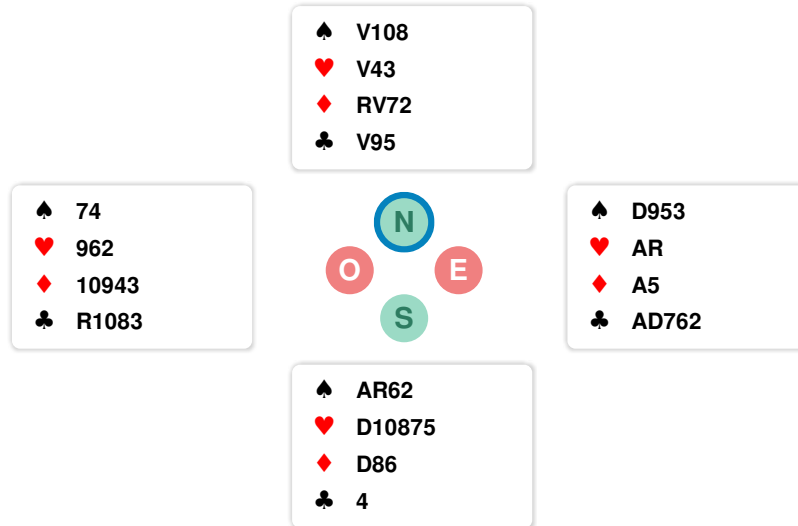 ♠ V108
♥ V43
♦ RV72
♣ V95
♠ 74
♥ 962
♦ 10943
♣ R1083
N
O E
S
♠ D953
♥ AR
♦ A5
♣ AD762
♠ AR62
♥ D10875
♦ D86
♣ 4